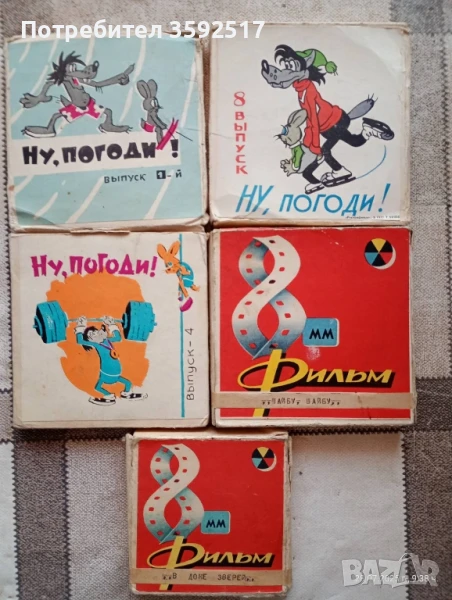 Потребител 3592517
Ну, погоди!
выпуск 1-й
8 выпуск
Ну, погоди!
Ну, погоди!
выпуск-4
8
мм
Фильм
8
мм
Фильм
BAZAR